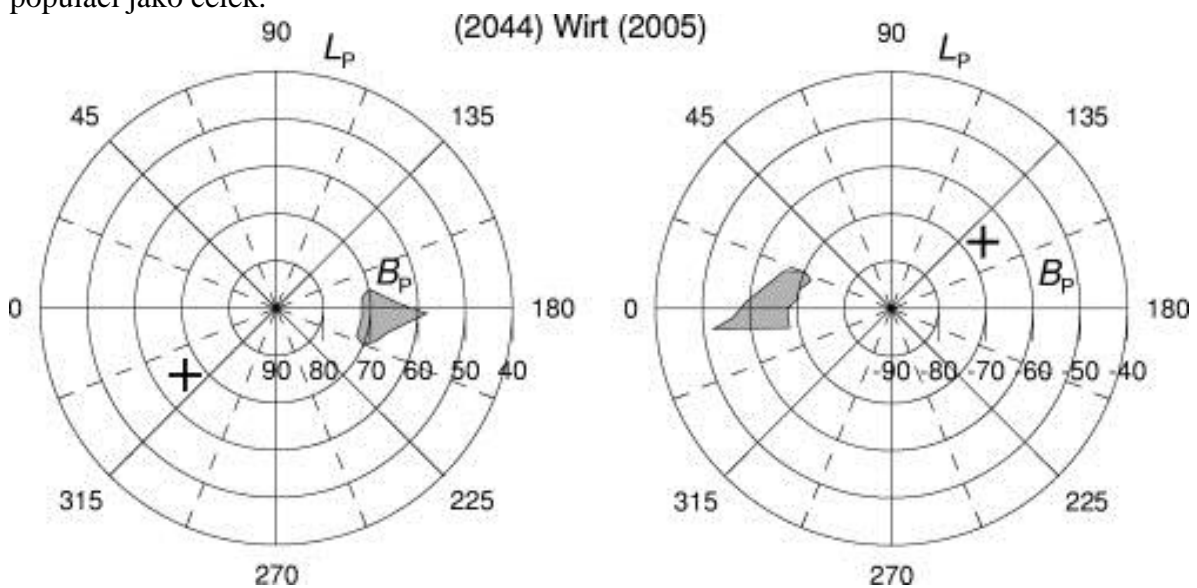 populaci jako celek.
(2044) Wirt (2005)
90 L_P 90 L_P
45 135 45 135
B_P B_P
0 180 0 180
90 80 70 60 50 40 -90 -80 -70 -60 -50 -40
315 225 315 225
270 270